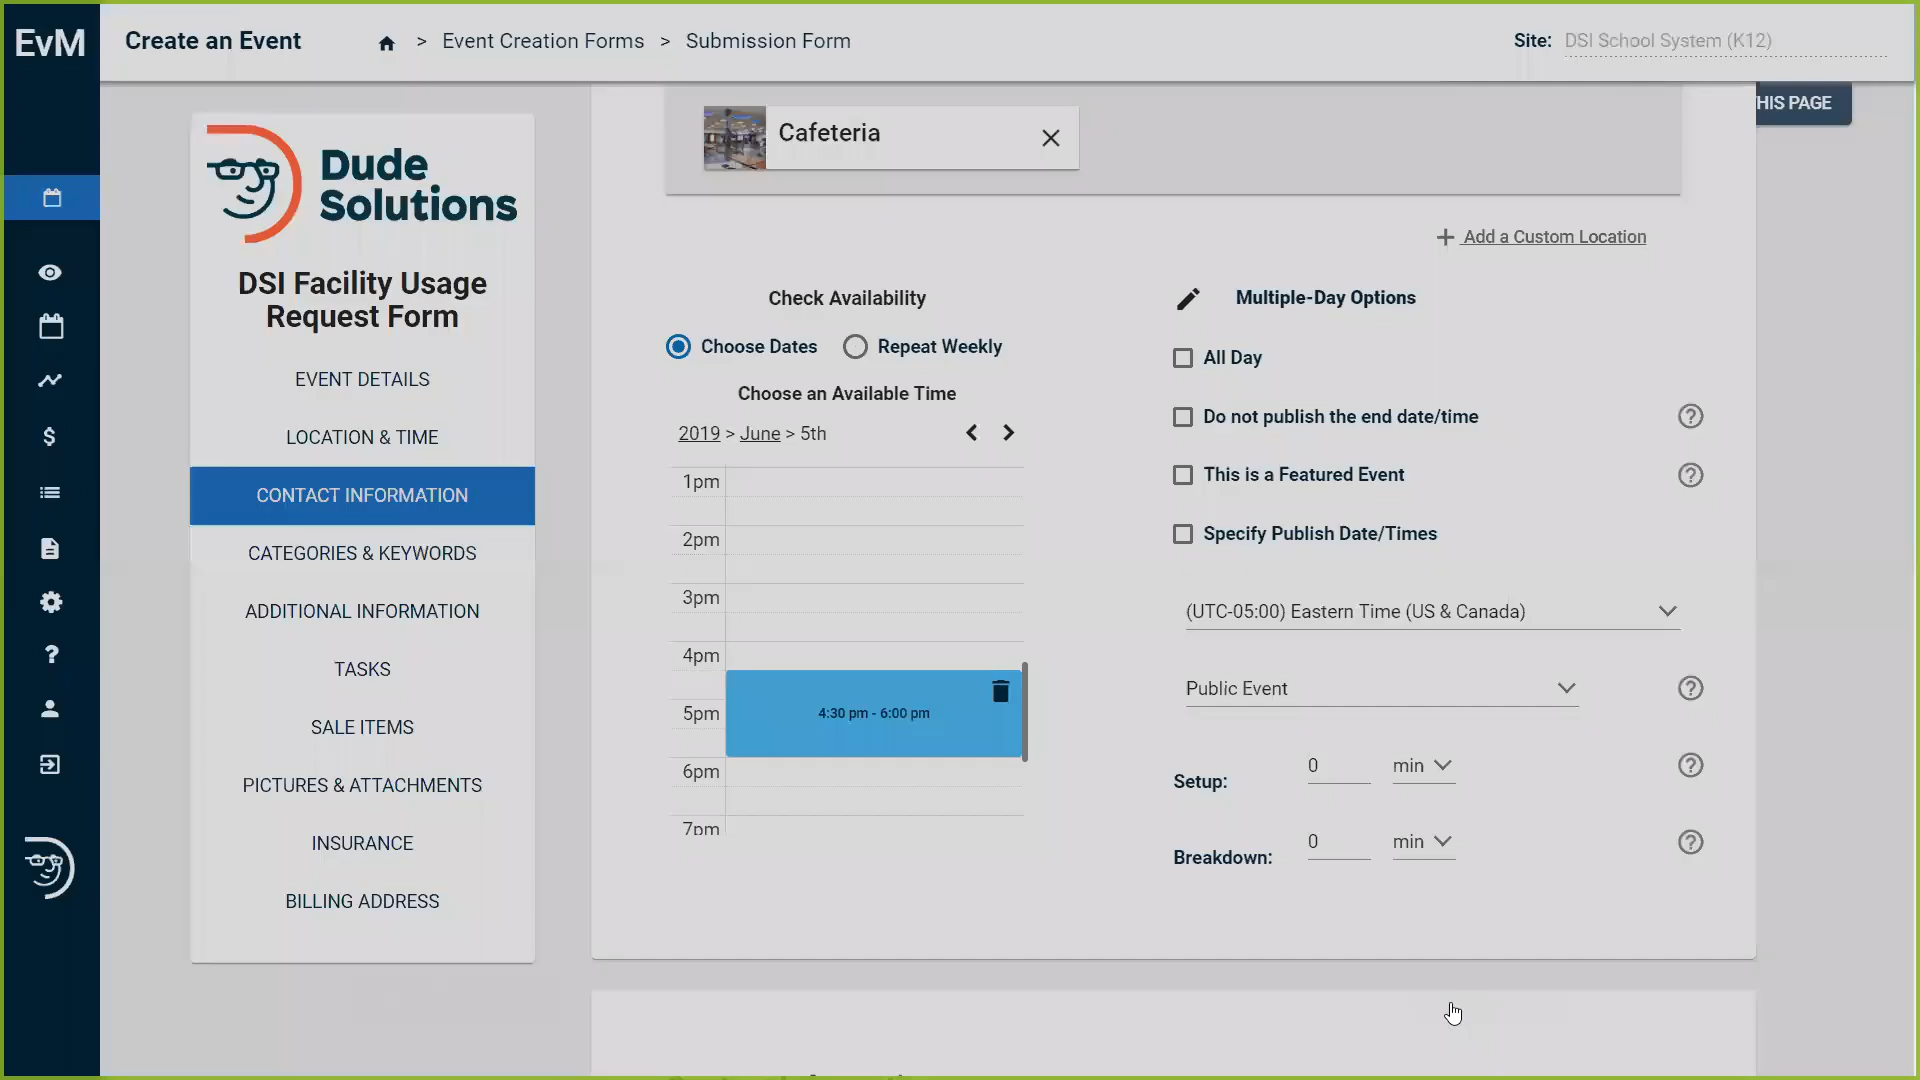 EvM
Create an Event
> Event Creation Forms > Submission Form
Site: DSI School System (K12)
HIS PAGE
Dude
Solutions
DSI Facility Usage
Request Form
EVENT DETAILS
LOCATION & TIME
CONTACT INFORMATION
CATEGORIES & KEYWORDS
ADDITIONAL INFORMATION
TASKS
SALE ITEMS
PICTURES & ATTACHMENTS
INSURANCE
BILLING ADDRESS
Cafeteria
+ Add a Custom Location
Check Availability
Choose Dates
Repeat Weekly
Choose an Available Time
2019 > June > 5th
1pm
2pm
3pm
4pm
5pm
4:30 pm - 6:00 pm
6pm
7pm
Multiple-Day Options
All Day
Do not publish the end date/time
This is a Featured Event
Specify Publish Date/Times
(UTC-05:00) Eastern Time (US & Canada)
Public Event
Setup: 0 min
Breakdown: 0 min